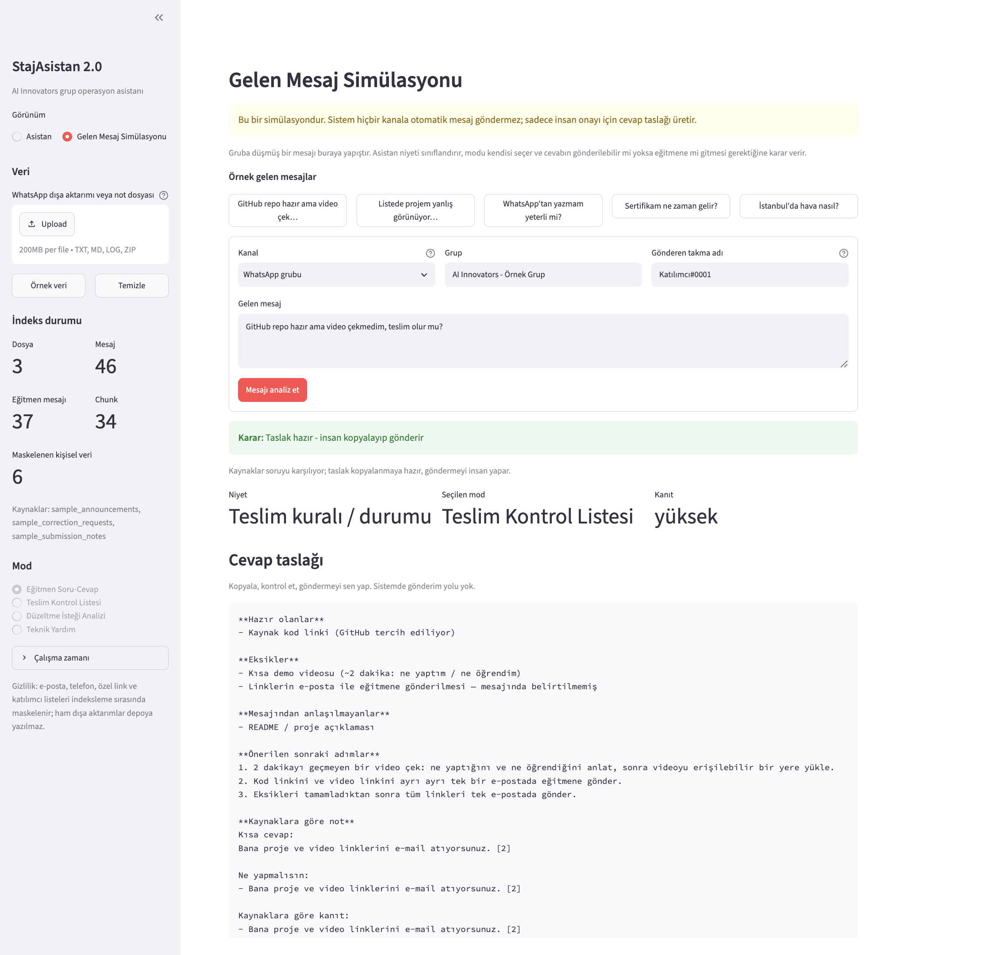 StajAsistan 2.0
AI Innovators grup operasyon asistanı
Görünüm
Asistan
Gelen Mesaj Simülasyonu
Veri
WhatsApp dışa aktarımı veya not dosyası
Upload
200MB per file • TXT, MD, LOG, ZIP
Örnek veri
Temizle
İndeks durumu
Dosya
Mesaj
3
46
Eğitmen mesajı
Chunk
37
34
Maskelenen kişisel veri
6
Kaynaklar: sample_announcements,
sample_correction_requests,
sample_submission_notes
Mod
Eğitmen Soru-Cevap
Teslim Kontrol Listesi
Düzeltme İsteği Analizi
Teknik Yardım
Çalışma zamanı
Gizlilik: e-posta, telefon, özel link ve
katılımcı listeleri indeksleme sırasında
maskelenir; ham dışa aktarımlar depoya
yazılmaz.
Gelen Mesaj Simülasyonu
Bu bir simülasyondur. Sistem hiçbir kanala otomatik mesaj göndermez; sadece insan onayı için cevap taslağı üretir.
Gruba düşmüş bir mesajı buraya yapıştır. Asistan niyeti sınıflandırır, modu kendisi seçer ve cevabın gönderilebilir mi yoksa eğitmene mi gitmesi gerektiğine karar verir.
Örnek gelen mesajlar
GitHub repo hazır ama video
çek…
Listede projem yanlış
görünüyor…
WhatsApp'tan yazmam
yeterli mi?
Sertifikam ne zaman gelir?
İstanbul'da hava nasıl?
Kanal
Grup
Gönderen takma adı
WhatsApp grubu
AI Innovators - Örnek Grup
Katılımcı#0001
Gelen mesaj
GitHub repo hazır ama video çekmedim, teslim olur mu?
Mesajı analiz et
Karar: Taslak hazır - insan kopyalayıp gönderir
Kaynaklar soruyu karşılıyor; taslak kopyalanmaya hazır, göndermeyi insan yapar.
Niyet
Seçilen mod
Kanıt
Teslim kuralı / durumu
Teslim Kontrol Listesi
yüksek
Cevap taslağı
Kopyala, kontrol et, göndermeyi sen yap. Sistemde gönderim yolu yok.
**Hazır olanlar**
- Kaynak kod linki (GitHub tercih ediliyor)
**Eksikler**
- Kısa demo videosu (~2 dakika: ne yaptım / ne öğrendim)
- Linklerin e-posta ile eğitmene gönderilmesi — mesajında belirtilmemiş
**Mesajından anlaşılmayanlar**
- README / proje açıklaması
**Önerilen sonraki adımlar**
1. 2 dakikayı geçmeyen bir video çek: ne yaptığını ve ne öğrendiğini anlat, sonra videoyu erişilebilir bir yere yükle.
2. Kod linkini ve video linkini ayrı ayrı tek bir e-postada eğitmene gönder.
3. Eksikleri tamamladıktan sonra tüm linkleri tek e-postada gönder.
**Kaynaklara göre not**
Kısa cevap:
Bana proje ve video linklerini e-mail atıyorsunuz. [2]
Ne yapmalısın:
- Bana proje ve video linklerini e-mail atıyorsunuz. [2]
Kaynaklara göre kanıt:
- Bana proje ve video linklerini e-mail atıyorsunuz. [2]